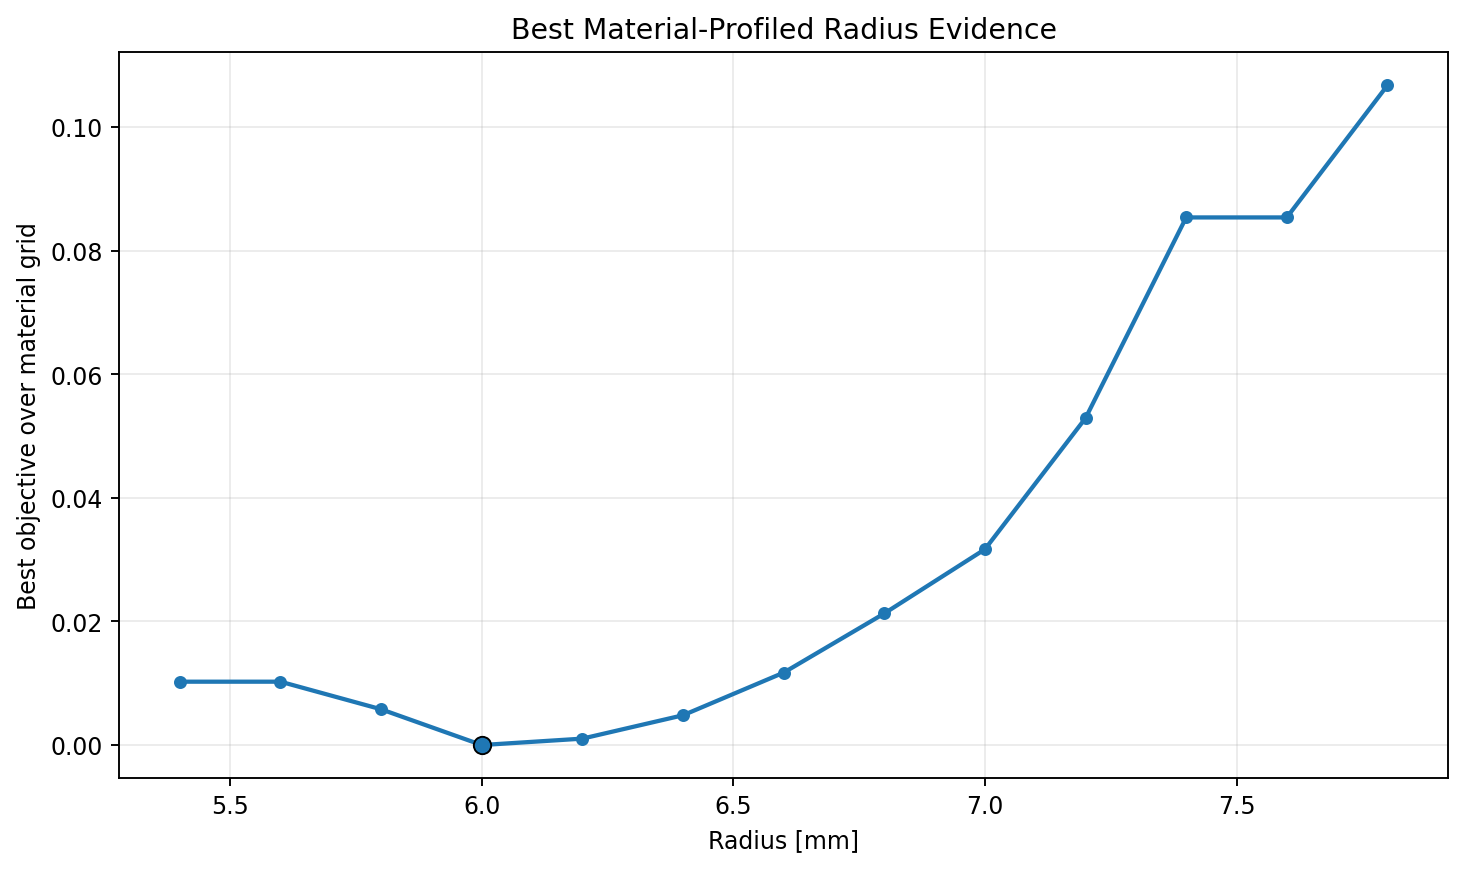 Best Material-Profiled Radius Evidence
Best objective over material grid
0.10
0.08
0.06
0.04
0.02
0.00
5.5 6.0 6.5 7.0 7.5
Radius [mm]